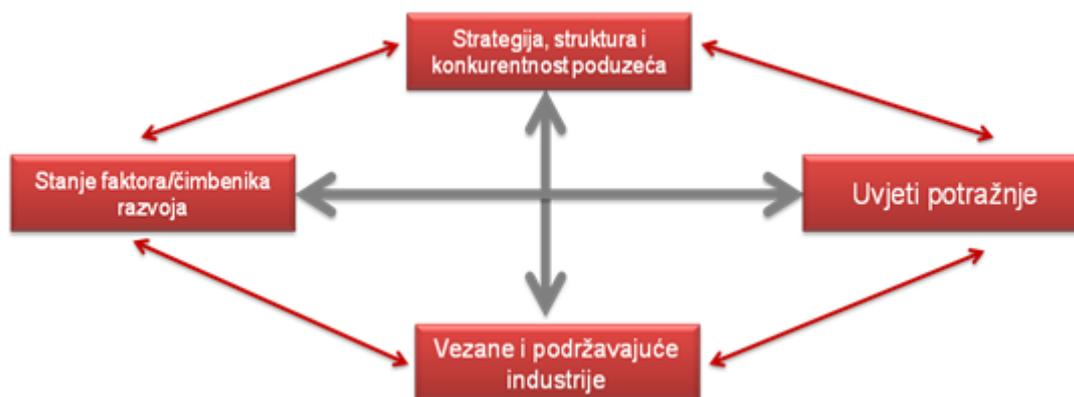 Strategija, struktura i
konkurentnost poduzeća
Stanje faktora/čimbenika
razvoja
Uvjeti potražnje
Vezane i podržavajuće
industrije